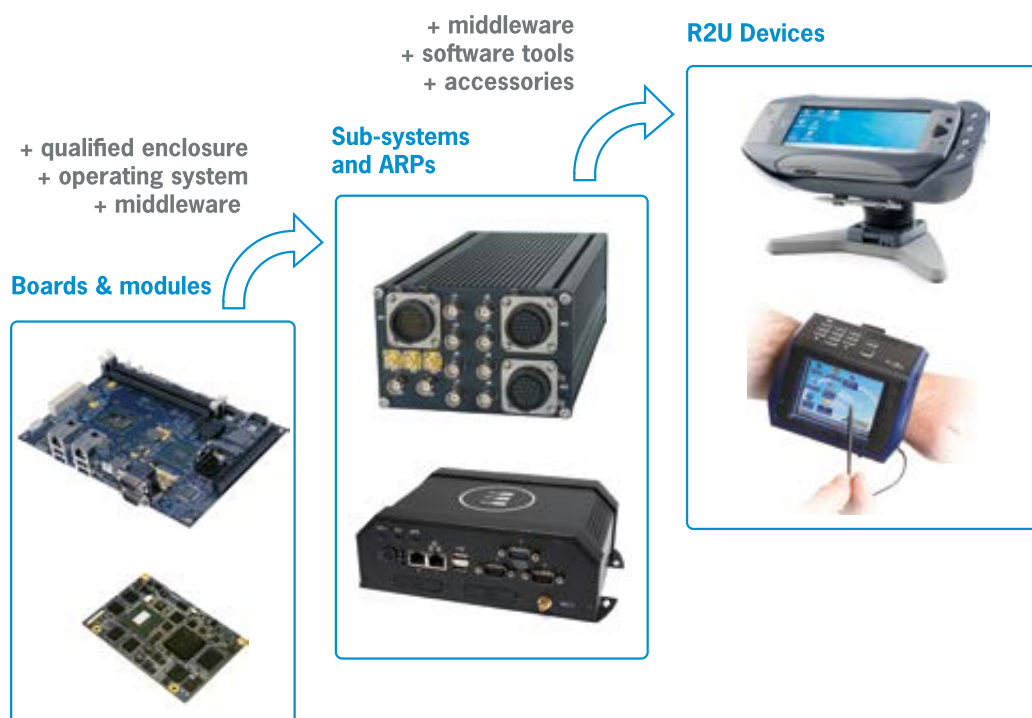 + middleware
+ software tools
+ accessories
R2U Devices
+ qualified enclosure
+ operating system
+ middleware
Sub-systems
and ARPs
Boards & modules